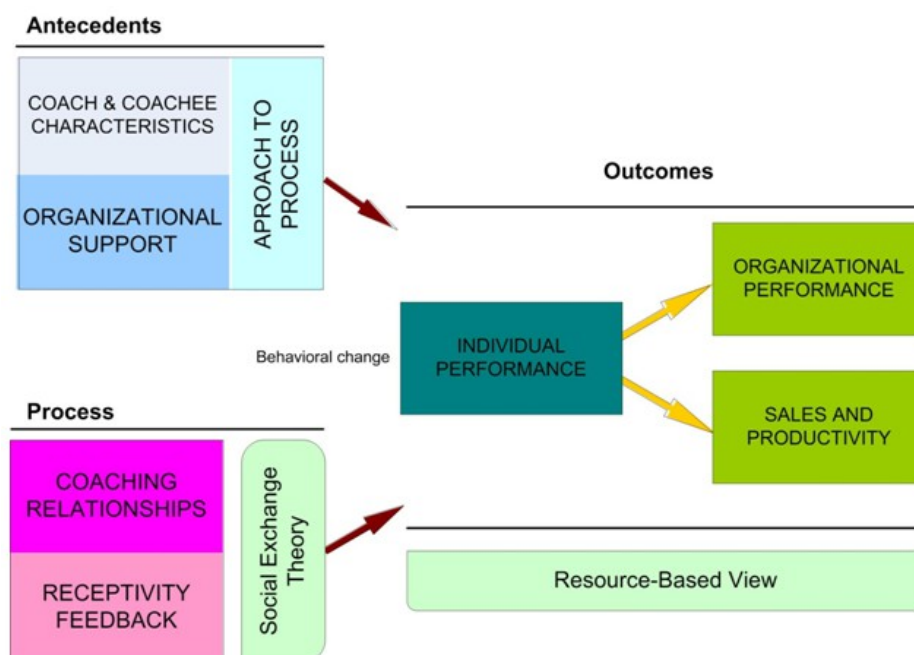 Antecedents
COACH & COACHEE
CHARACTERISTICS
ORGANIZATIONAL
SUPPORT
APROACH TO
PROCESS
Outcomes
ORGANIZATIONAL
PERFORMANCE
Behavioral change
INDIVIDUAL
PERFORMANCE
SALES AND
PRODUCTIVITY
Process
COACHING
RELATIONSHIPS
RECEPTIVITY
FEEDBACK
Social Exchange
Theory
Resource-Based View